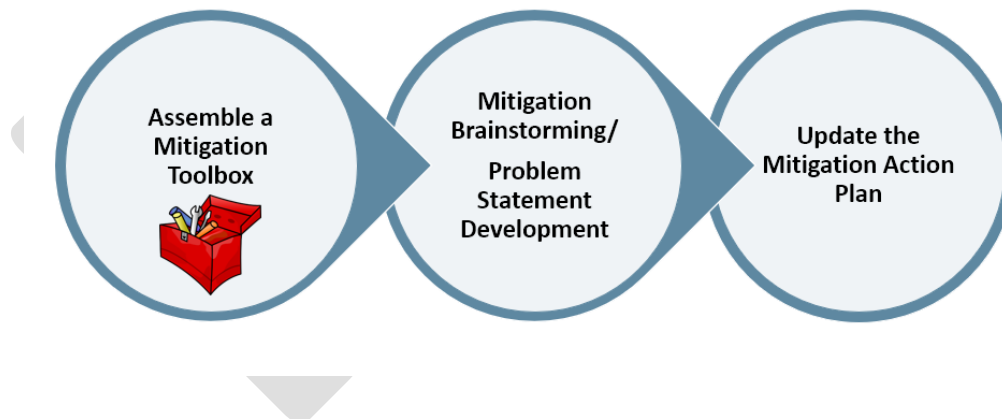 Assemble a
Mitigation
Toolbox
Mitigation
Brainstorming/
Problem
Statement
Development
Update the
Mitigation Action
Plan